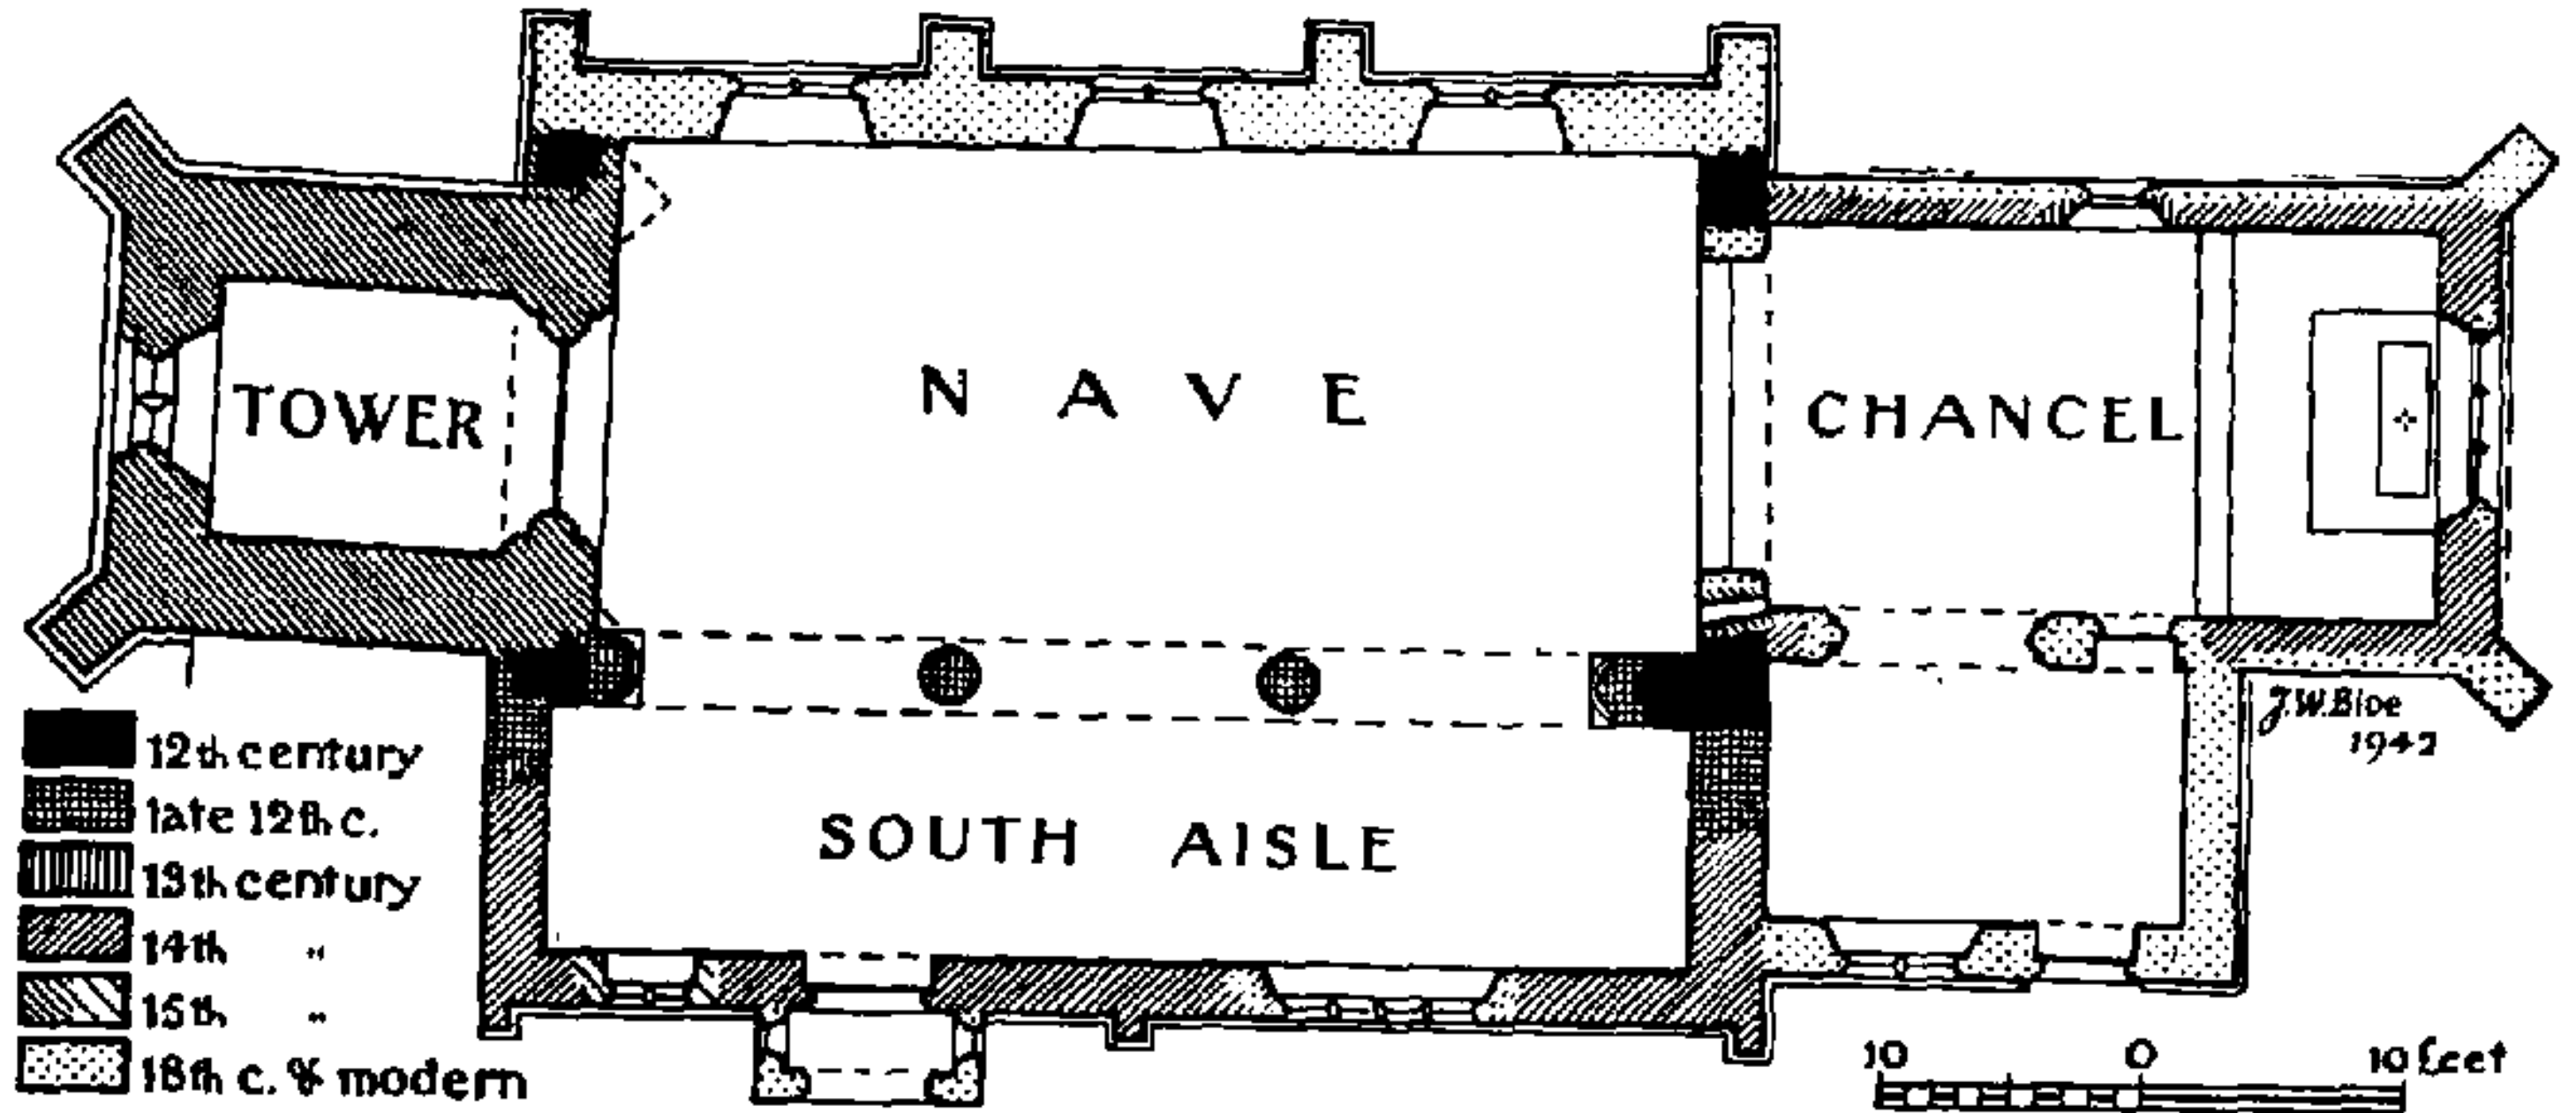 TOWER
NAVE
CHANCEL
SOUTH AISLE
J.W.Bloe
1942
12th century
late 12th c.
13th century
14th "
15th "
18th c. & modern
10 0 10 feet